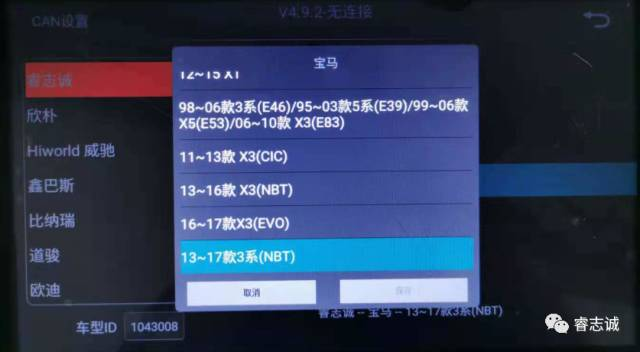 CAN设置
V4.9.2-无连接
睿志诚
欣朴
Hiworld 威驰
鑫巴斯
比纳瑞
道骏
欧迪
车型ID
1043008
宝马
12~15 X1
98~06款3系(E46)/95~03款5系(E39)/99~06款
X5(E53)/06~10款 X3(E83)
11~13款 X3(CIC)
13~16款 X3(NBT)
16~17款X3(EVO)
13~17款3系(NBT)
取消
保存
睿志诚 -- 宝马 -- 13~17款3系(NBT)
睿志诚